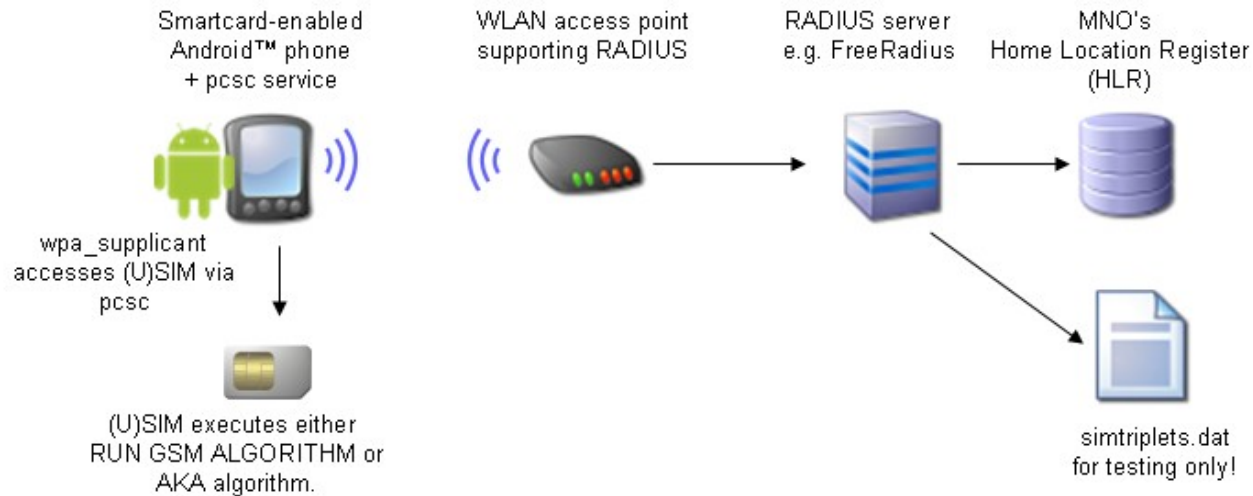 Smartcard-enabled
Android™ phone
+ pcsc service
WLAN access point
supporting RADIUS
RADIUS server
e.g. FreeRadius
MNO's
Home Location Register
(HLR)
wpa_supplicant
accesses (U)SIM via
pcsc
(U)SIM executes either
RUN GSM ALGORITHM or
AKA algorithm.
simtriplets.dat
for testing only!